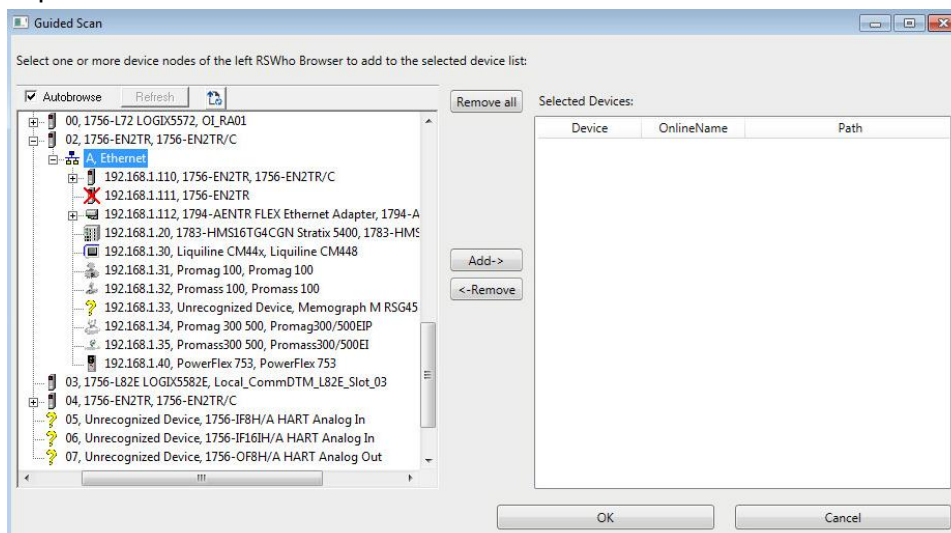 Guided Scan
Select one or more device nodes of the left RSWho Browser to add to the selected device list:
Autobrowse
Refresh
Remove all
Selected Devices:
Device
OnlineName
Path
00, 1756-L72 LOGIX5572, OI_RA01
02, 1756-EN2TR, 1756-EN2TR/C
A, Ethernet
192.168.1.110, 1756-EN2TR, 1756-EN2TR/C
192.168.1.111, 1756-EN2TR
192.168.1.112, 1794-AENTR FLEX Ethernet Adapter, 1794-A
192.168.1.20, 1783-HMS16TG4CGN Stratix 5400, 1783-HMS
192.168.1.30, Liquiline CM44x, Liquiline CM448
192.168.1.31, Promag 100, Promag 100
192.168.1.32, Promass 100, Promass 100
192.168.1.33, Unrecognized Device, Memograph M RSG45
192.168.1.34, Promag 300 500, Promag300/500EIP
192.168.1.35, Promass300 500, Promass300/500EI
192.168.1.40, PowerFlex 753, PowerFlex 753
03, 1756-L82E LOGIX5582E, Local_CommDTM_L82E_Slot_03
04, 1756-EN2TR, 1756-EN2TR/C
05, Unrecognized Device, 1756-IF8H/A HART Analog In
06, Unrecognized Device, 1756-IF16IH/A HART Analog In
07, Unrecognized Device, 1756-OF8H/A HART Analog Out
Add->
<-Remove
OK
Cancel